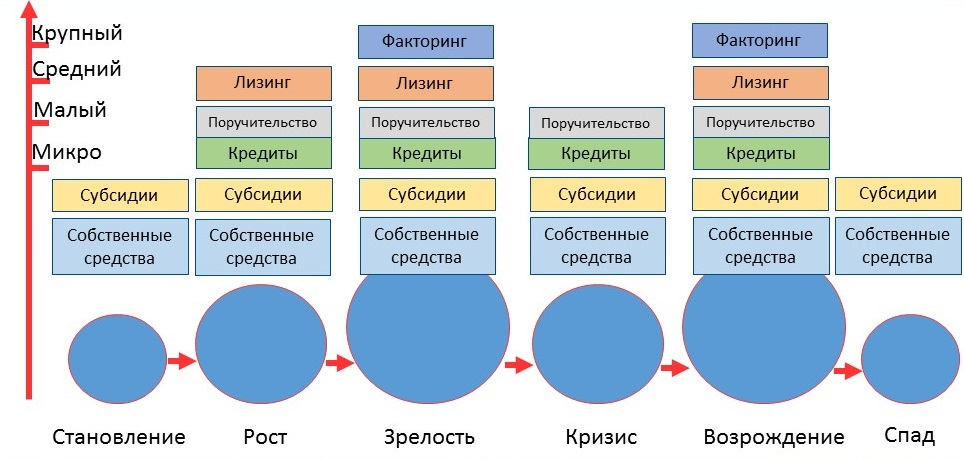 Крупный
Факторинг
Факторинг
Средний
Лизинг
Лизинг
Лизинг
Малый
Поручительство
Поручительство
Поручительство
Поручительство
Микро
Кредиты
Кредиты
Кредиты
Кредиты
Субсидии
Субсидии
Субсидии
Субсидии
Субсидии
Субсидии
Собственные
средства
Собственные
средства
Собственные
средства
Собственные
средства
Собственные
средства
Собственные
средства
Становление
Рост
Зрелость
Кризис
Возрождение
Спад